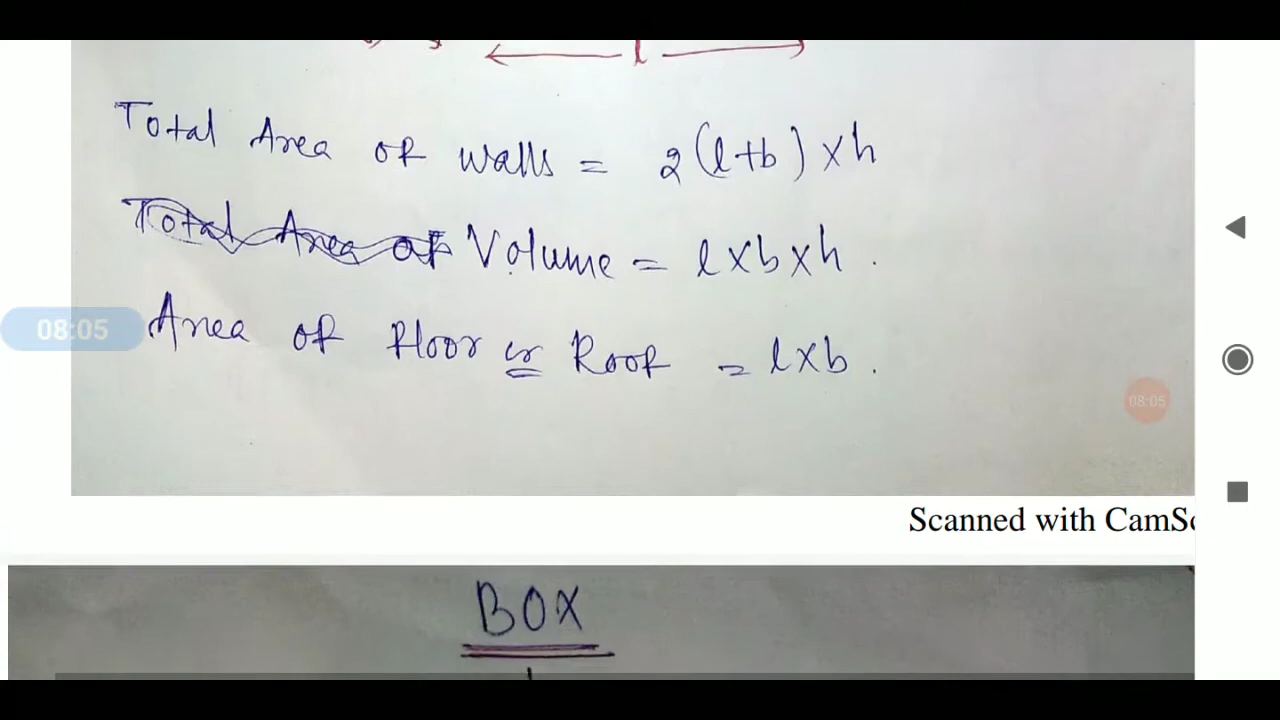 l
Total Area of walls = 2(l+b)×h
Total Area of Volume = l×b×h.
08:05
Area of Floor or Roof = l×b.
08:05
Scanned with CamSc
BOX